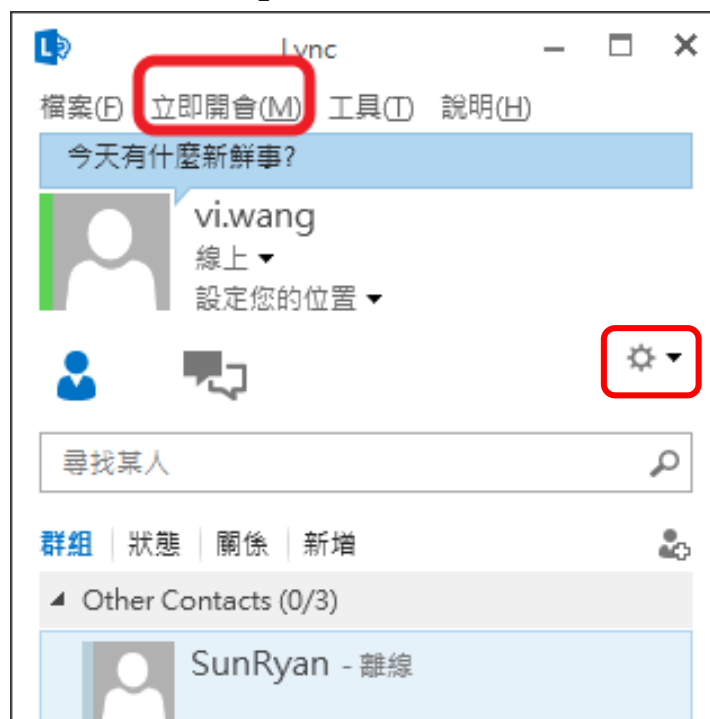 Lync
檔案(F) 立即開會(M) 工具(T) 說明(H)
今天有什麼新鮮事?
vi.wang
線上
設定您的位置
尋找某人
群組 狀態 關係 新增
Other Contacts (0/3)
SunRyan - 離線